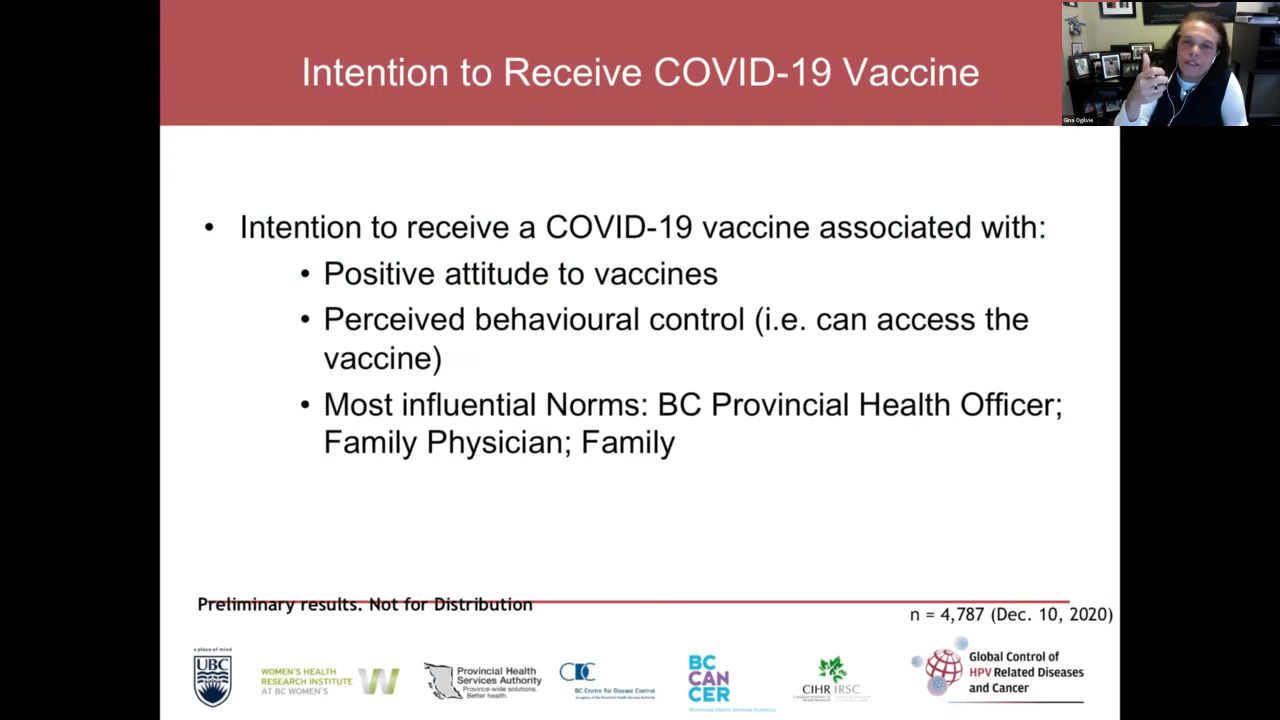 Intention to Receive COVID-19 Vaccine
Gina Ogilvie
• Intention to receive a COVID-19 vaccine associated with:
• Positive attitude to vaccines
• Perceived behavioural control (i.e. can access the
vaccine)
• Most influential Norms: BC Provincial Health Officer;
Family Physician; Family
Preliminary results. Not for Distribution
n = 4,787 (Dec. 10, 2020)
a place of mind
UBC
WOMEN'S HEALTH
RESEARCH INSTITUTE
AT BC WOMEN'S
W
Provincial Health
Services Authority
Province-wide solutions.
Better health.
BC Centre for Disease Control
BC
CAN
CER
Provincial Health Services Authority
CIHR IRSC
Global Control of
HPV Related Diseases
and Cancer